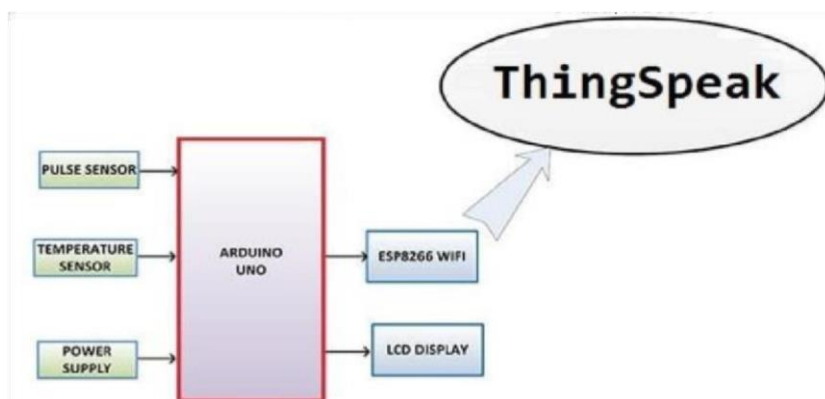 ThingSpeak
PULSE SENSOR
TEMPERATURE
SENSOR
ARDUINO
UNO
ESP8266 WIFI
POWER
SUPPLY
LCD DISPLAY